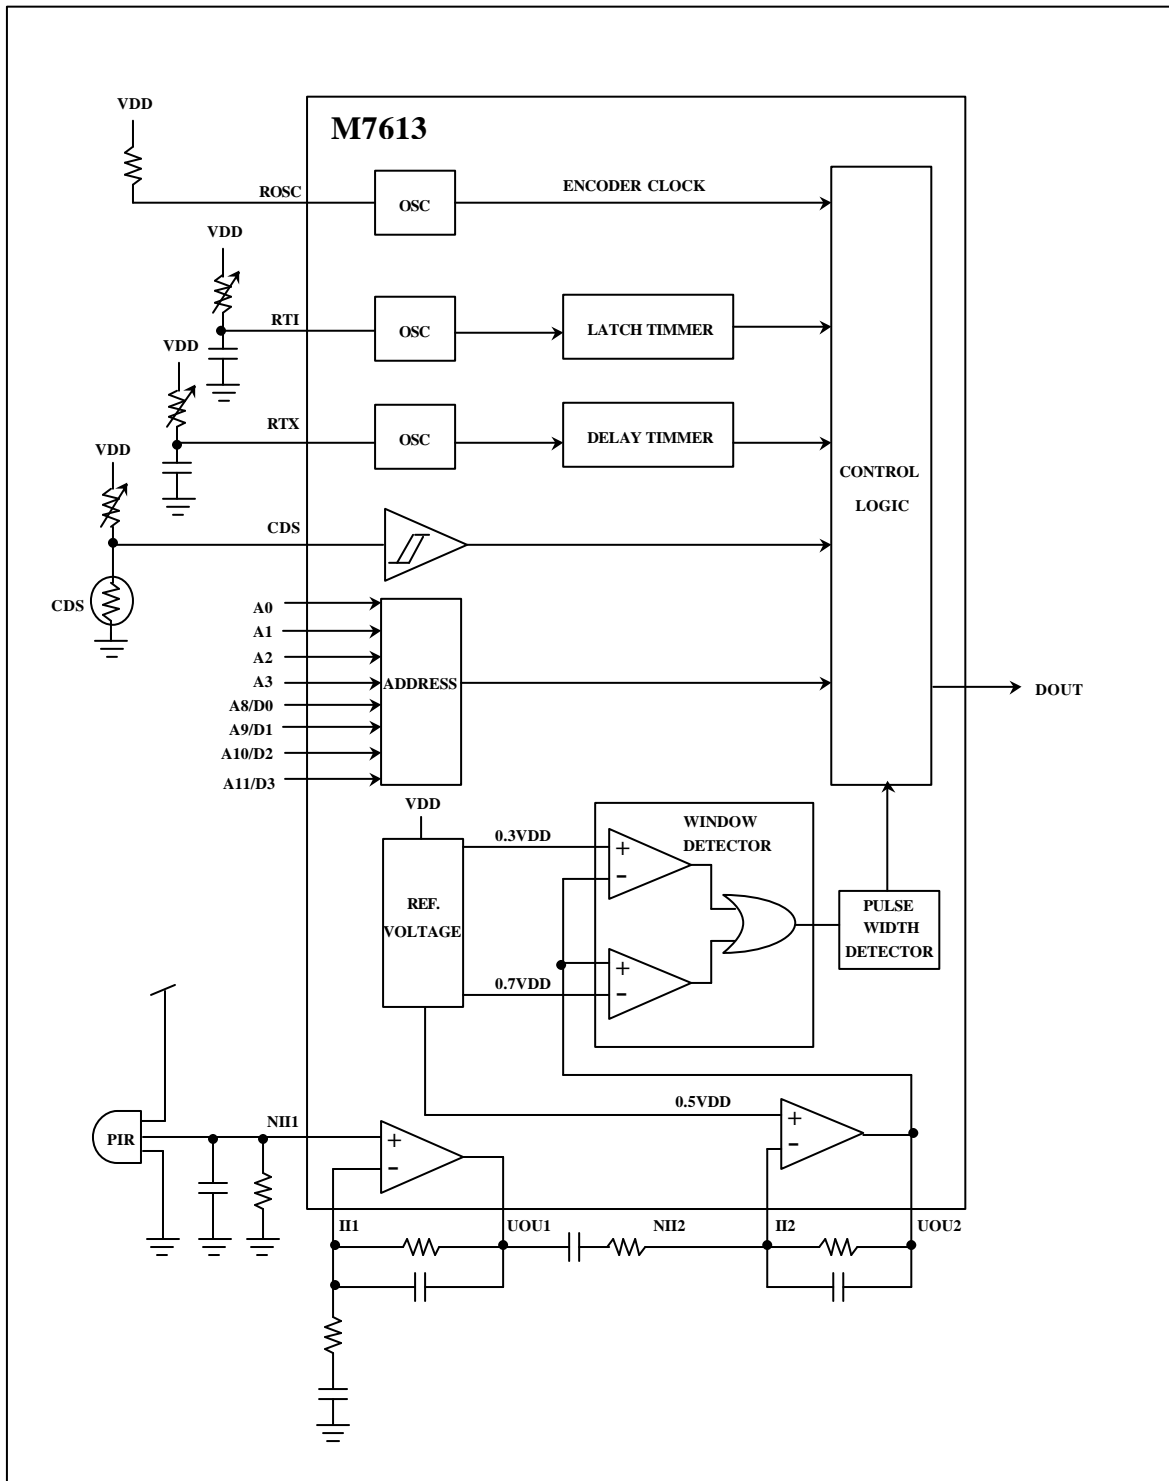 VDD
M7613
ROSC
OSC
ENCODER CLOCK
VDD
RTI
OSC
LATCH TIMMER
VDD
RTX
OSC
DELAY TIMMER
VDD
CONTROL
LOGIC
CDS
CDS
A0
A1
A2
A3
A8/D0
A9/D1
A10/D2
A11/D3
ADDRESS
DOUT
VDD
0.3VDD
WINDOW
DETECTOR
+
-
REF.
VOLTAGE
PULSE
WIDTH
DETECTOR
0.7VDD
+
-
0.5VDD
+
-
PIR
NII1
+
-
II1
UOU1
NII2
II2
UOU2